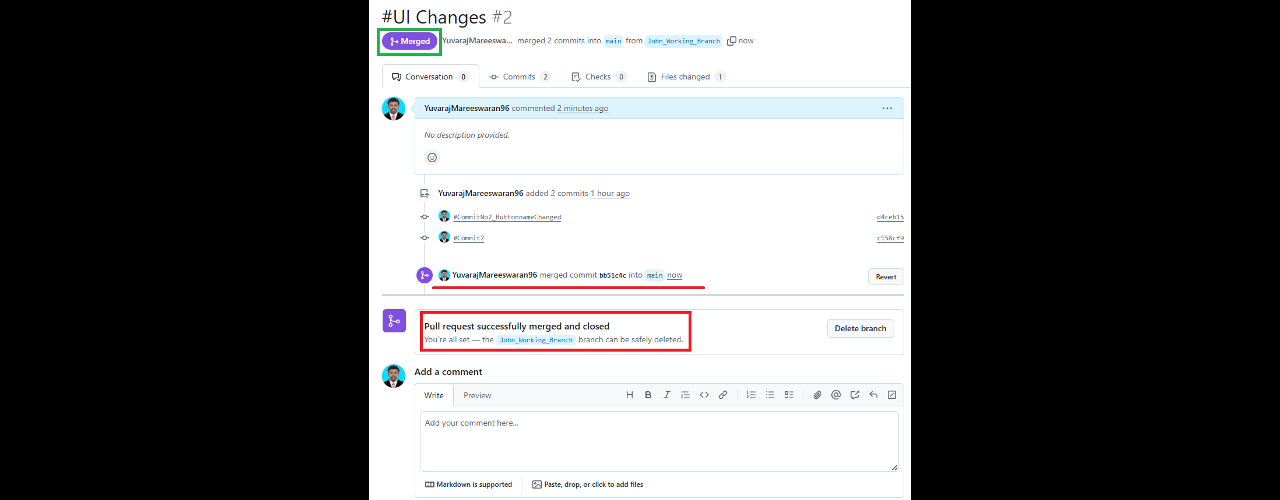 #UI Changes #2
Merged YuvarajMareeswa... merged 2 commits into main from John_Working_Branch now
Conversation 0 Commits 2 Checks 0 Files changed 1
YuvarajMareeswaran96 commented 2 minutes ago
No description provided.
YuvarajMareeswaran96 added 2 commits 1 hour ago
#CommitNo2_ButtonnameChanged d4ceb15
#Commit2 c158cf9
YuvarajMareeswaran96 merged commit bb51c4c into main now Revert
Pull request successfully merged and closed
You're all set — the John_Working_Branch branch can be safely deleted.
Delete branch
Add a comment
Write Preview
Add your comment here...
Markdown is supported Paste, drop, or click to add files